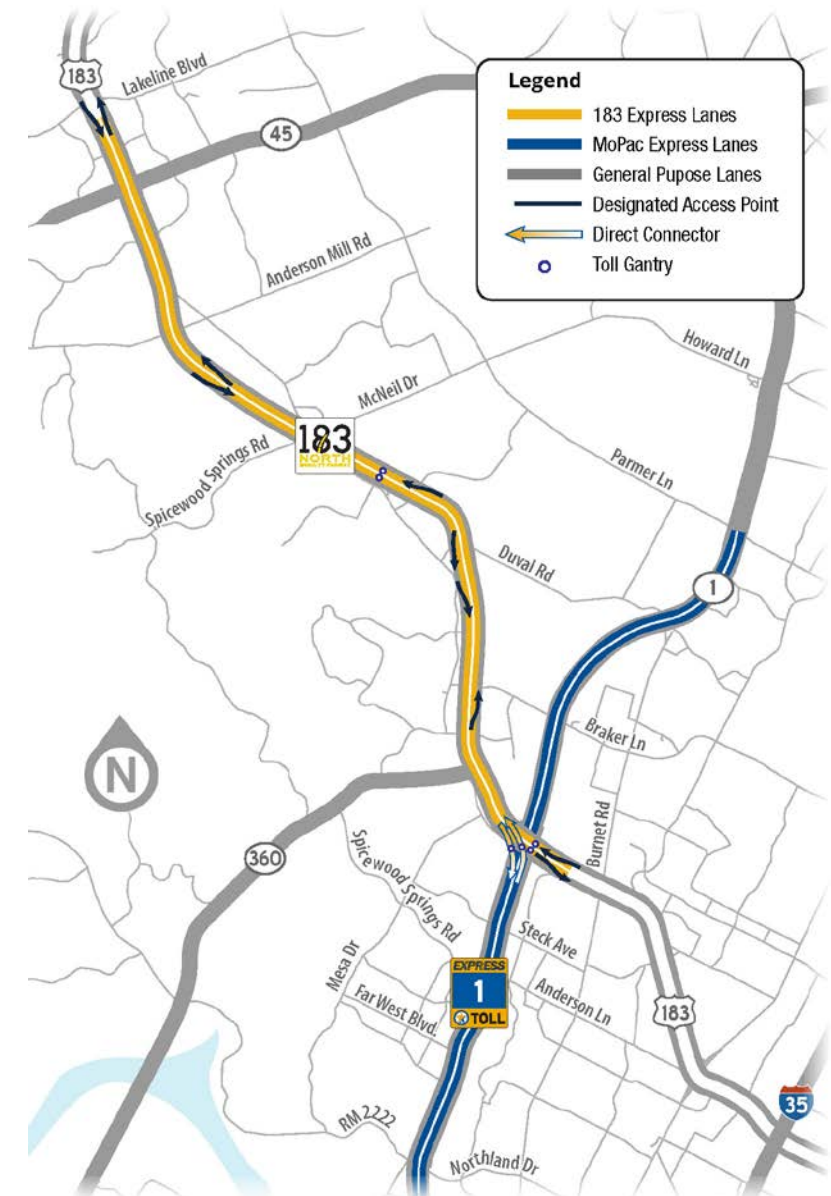 183
Lakeline Blvd
45
Anderson Mill Rd
Legend
183 Express Lanes
MoPac Express Lanes
General Pupose Lanes
Designated Access Point
Direct Connector
Toll Gantry
Howard Ln
McNeil Dr
183
NORTH
Spicewood Springs Rd
Parmer Ln
Duval Rd
1
Braker Ln
N
Burnet Rd
360
Spicewood Springs Rd
Steck Ave
Mesa Dr
EXPRESS
1
TOLL
Anderson Ln
Far West Blvd.
183
35
RM 2222
Northland Dr